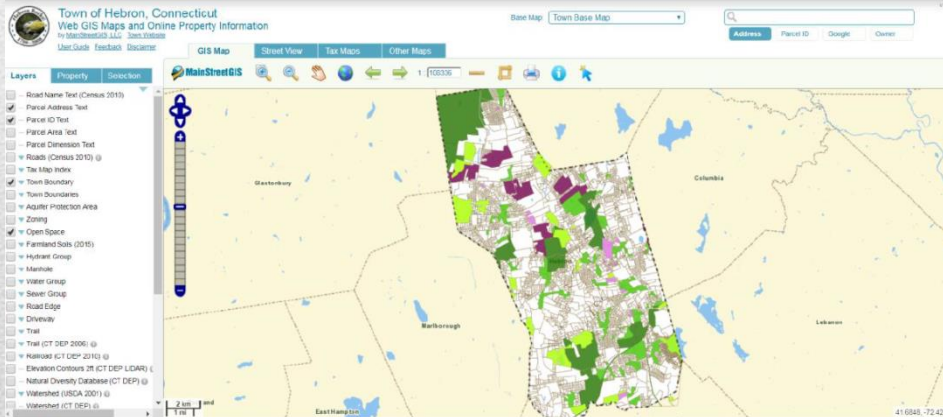 Town of Hebron, Connecticut
Web GIS Maps and Online Property Information
by MainStreetGIS, LLC Town Website
User Guide Feedback Disclaimer
Base Map Town Base Map
Address Parcel ID Google Owner
GIS Map Street View Tax Maps Other Maps
Layers Property Selection
MainStreetGIS
1 : 108336
Road Name Text (Census 2010)
Parcel Address Text
Parcel ID Text
Parcel Area Text
Parcel Dimension Text
Roads (Census 2010)
Tax Map Index
Town Boundary
Town Boundaries
Aquifer Protection Area
Zoning
Open Space
Farmland Soils (2015)
Hydrant Group
Manhole
Water Group
Sewer Group
Road Edge
Driveway
Trail
Trail (CT DEP 2006)
Railroad (CT DEP 2010)
Elevation Contours 2ft (CT DEP LiDAR) (
Natural Diversity Database (CT DEP)
Watershed (USDA 2001)
Watershed (CT DEP)
Glastonbury
Columbia
Hebron
Marlborough
Lebanon
East Hampton
2 km
and
1 mi
41.6848, -72.42